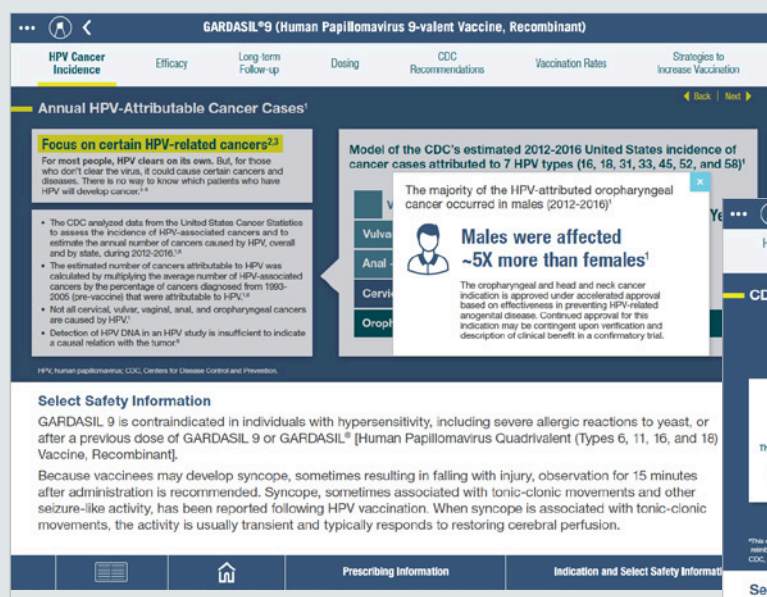 GARDASIL®9 (Human Papillomavirus 9-valent Vaccine, Recombinant)
HPV Cancer
Incidence
Efficacy
Long-term
Follow-up
Dosing
CDC
Recommendations
Vaccination Rates
Strategies to
Increase Vaccination
Back | Next
Annual HPV-Attributable Cancer Cases¹
Focus on certain HPV-related cancers²,³
For most people, HPV clears on its own. But, for those
who don't clear the virus, it could cause certain cancers and
diseases. There is no way to know which patients who have
HPV will develop cancer.
• The CDC analyzed data from the United States Cancer Statistics
to assess the incidence of HPV-associated cancers and to
estimate the annual number of cancers caused by HPV, overall
and by state, during 2012-2016.¹,⁸
• The estimated number of cancers attributable to HPV was
calculated by multiplying the average number of HPV-associated
cancers by the percentage of cancers diagnosed from 1993-
2005 (pre-vaccine) that were attributable to HPV.¹,⁸
• Not all cervical, vulvar, vaginal, anal, and oropharyngeal cancers
are caused by HPV.¹
• Detection of HPV DNA in an HPV study is insufficient to indicate
a causal relation with the tumor.⁸
Model of the CDC's estimated 2012-2016 United States incidence of
cancer cases attributed to 7 HPV types (16, 18, 31, 33, 45, 52, and 58)¹
V
Ye
Vulva
Anal
Cervi
Oroph
The majority of the HPV-attributed oropharyngeal
cancer occurred in males (2012-2016)¹
Males were affected
~5X more than females¹
The oropharyngeal and head and neck cancer
indication is approved under accelerated approval
based on effectiveness in preventing HPV-related
anogenital disease. Continued approval for this
indication may be contingent upon verification and
description of clinical benefit in a confirmatory trial.
HPV, human papillomavirus; CDC, Centers for Disease Control and Prevention.
Select Safety Information
GARDASIL 9 is contraindicated in individuals with hypersensitivity, including severe allergic reactions to yeast, or
after a previous dose of GARDASIL 9 or GARDASIL® [Human Papillomavirus Quadrivalent (Types 6, 11, 16, and 18)
Vaccine, Recombinant].
Because vaccinees may develop syncope, sometimes resulting in falling with injury, observation for 15 minutes
after administration is recommended. Syncope, sometimes associated with tonic-clonic movements and other
seizure-like activity, has been reported following HPV vaccination. When syncope is associated with tonic-clonic
movements, the activity is usually transient and typically responds to restoring cerebral perfusion.
Prescribing Information
Indication and Select Safety Informati
H
CD
Th
CDC,
Se